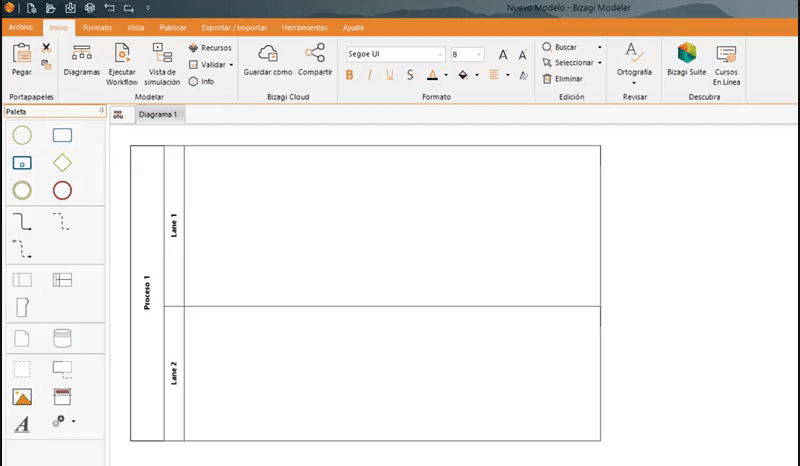 Nuevo Modelo - Bizagi Modeler
Archivo Inicio Formato Vista Publicar Exportar / Importar Herramientas Ayuda
Pegar
Portapapeles
Diagramas
Ejecutar
Workflow
Vista de
simulación
Recursos
Validar
Info
Modelar
Guardar como
Compartir
Bizagi Cloud
Segoe UI 8 A A
B I U S A
Formato
Buscar
Seleccionar
Eliminar
Edición
Ortografía
Revisar
Bizagi Suite
Cursos
En Línea
Descubra
Paleta
Diagrama 1
Proceso 1
Lane 1
Lane 2
A